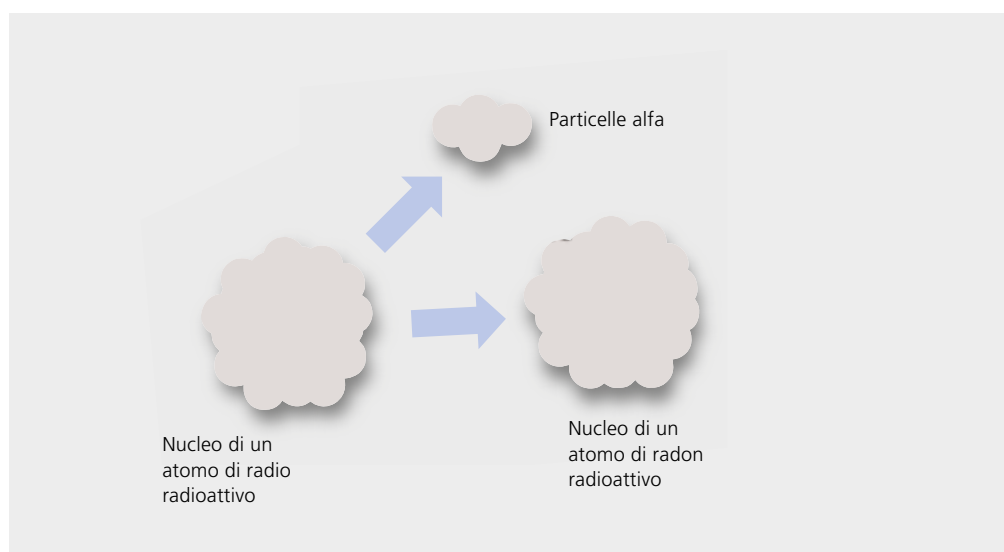 Particelle alfa
Nucleo di un
atomo di radio
radioattivo
Nucleo di un
atomo di radon
radioattivo